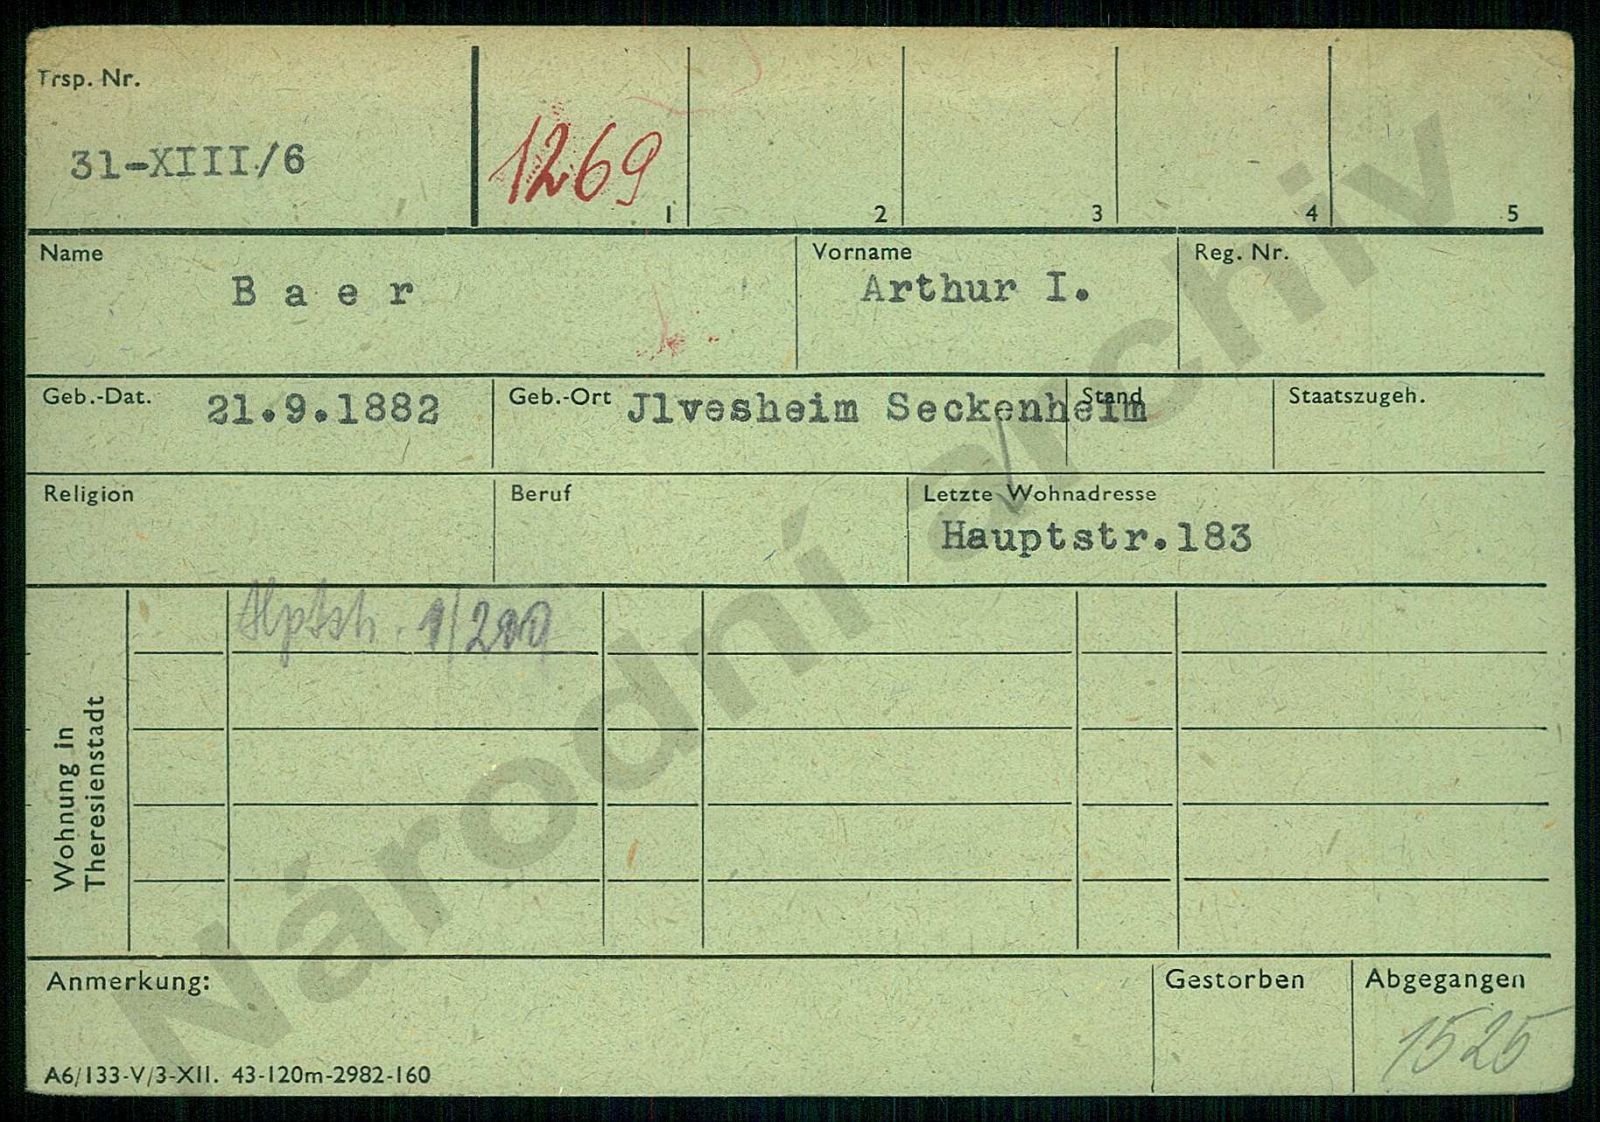 Trsp. Nr.
31-XIII/6
1269
1 2 3 4 5
Name
B a e r
Vorname
Arthur I.
Reg. Nr.
Geb.-Dat.
21.9.1882
Geb.-Ort
Jlvesheim Seckenheim
Stand
Staatszugeh.
Religion
Beruf
Letzte Wohnadresse
Hauptstr.183
Wohnung in
Theresienstadt
Anmerkung:
Gestorben
Abgegangen
1525
A6/133-V/3-XII. 43-120m-2982-160
Národní archiv